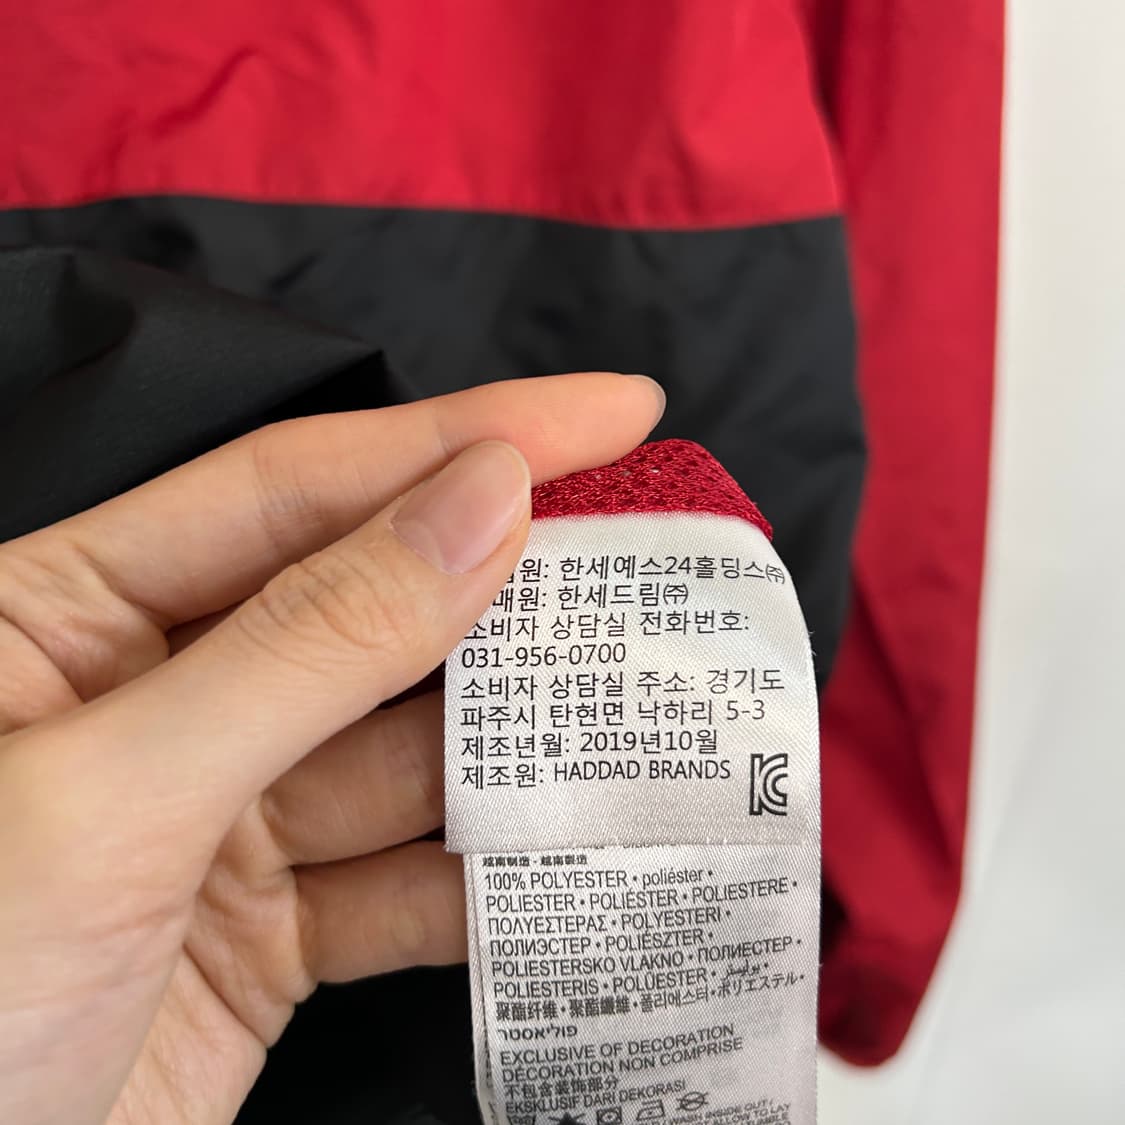 원: 한세예스24홀딩스㈜
매원: 한세드림㈜
소비자 상담실 전화번호:
031-956-0700
소비자 상담실 주소: 경기도
파주시 탄현면 낙하리 5-3
제조년월: 2019년10월
제조원: HADDAD BRANDS
越南制造 · 越南製造
100% POLYESTER • polièster •
POLIESTER • POLIÉSTER • POLIESTERE •
ΠΟΛΥΕΣΤΕΡΑΣ • POLYESTERI •
ПОЛИЭСТЕР • POLIÉSZTER •
POLIESTERSKO VLAKNO • ПОЛИЕСТЕР •
POLIESTERIS • POLÜESTER • بوليستر •
聚酯纤维 • 聚酯纖維 • 폴리에스터 • ポリエステル •
פוליאסטר
EXCLUSIVE OF DECORATION
DÉCORATION NON COMPRISE
不包含装饰部分
EKSKLUSIF DARI DEKORASI
WASH INSIDE OUT /